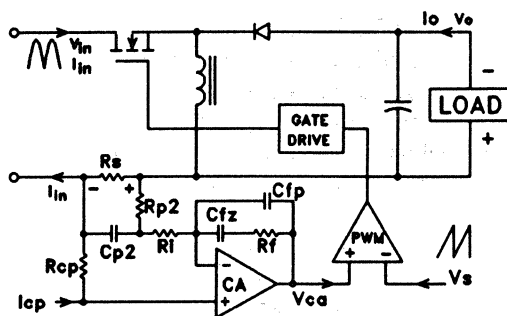 Io Vo
Vin
Iin
-
GATE
DRIVE
LOAD
+
Rs
Iin
- +
Rp2
Cfp
Cfz
Cp2
Ri
Rf
PWM
Rcp
-
CA
+ -
Icp
+
Vca
Vs